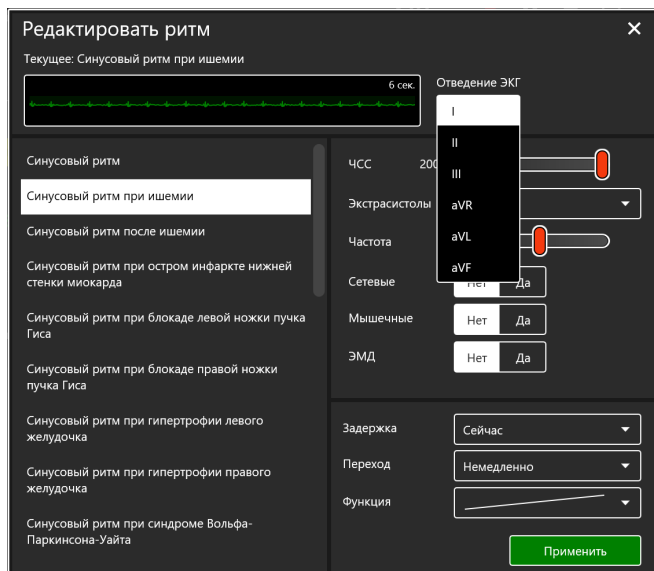 Редактировать ритм
Текущее: Синусовый ритм при ишемии
6 сек.
Отведение ЭКГ
I
II
III
aVR
aVL
aVF
Синусовый ритм
Синусовый ритм при ишемии
Синусовый ритм после ишемии
Синусовый ритм при остром инфаркте нижней
стенки миокарда
Синусовый ритм при блокаде левой ножки пучка
Гиса
Синусовый ритм при блокаде правой ножки
пучка Гиса
Синусовый ритм при гипертрофии левого
желудочка
Синусовый ритм при гипертрофии правого
желудочка
Синусовый ритм при синдроме Вольфа-
Паркинсона-Уайта
ЧСС 200
Экстрасистолы
Частота
Сетевые Нет Да
Мышечные Нет Да
ЭМД Нет Да
Задержка Сейчас
Переход Немедленно
Функция
Применить